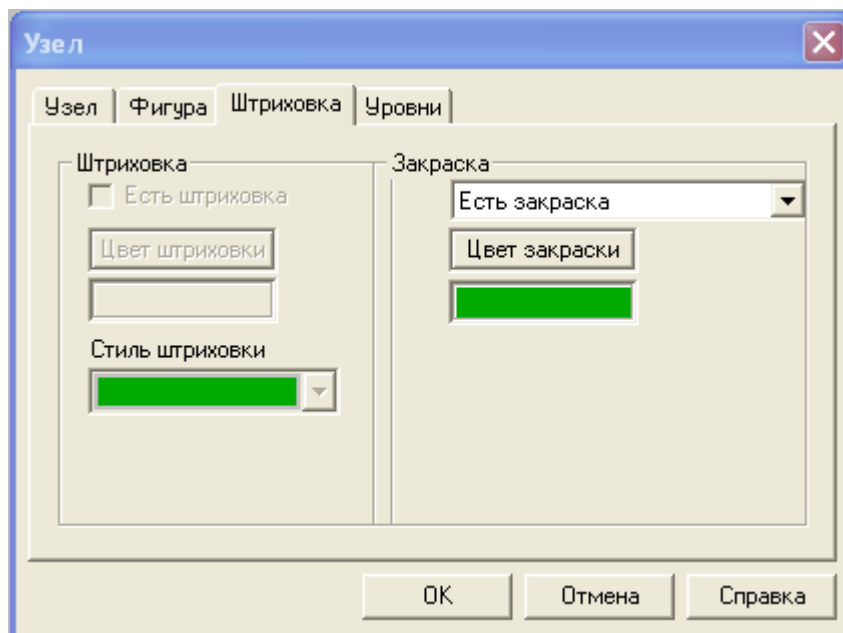 Узел
Узел Фигура Штриховка Уровни
Штриховка
Есть штриховка
Цвет штриховки
Стиль штриховки
Закраска
Есть закраска
Цвет закраски
OK Отмена Справка